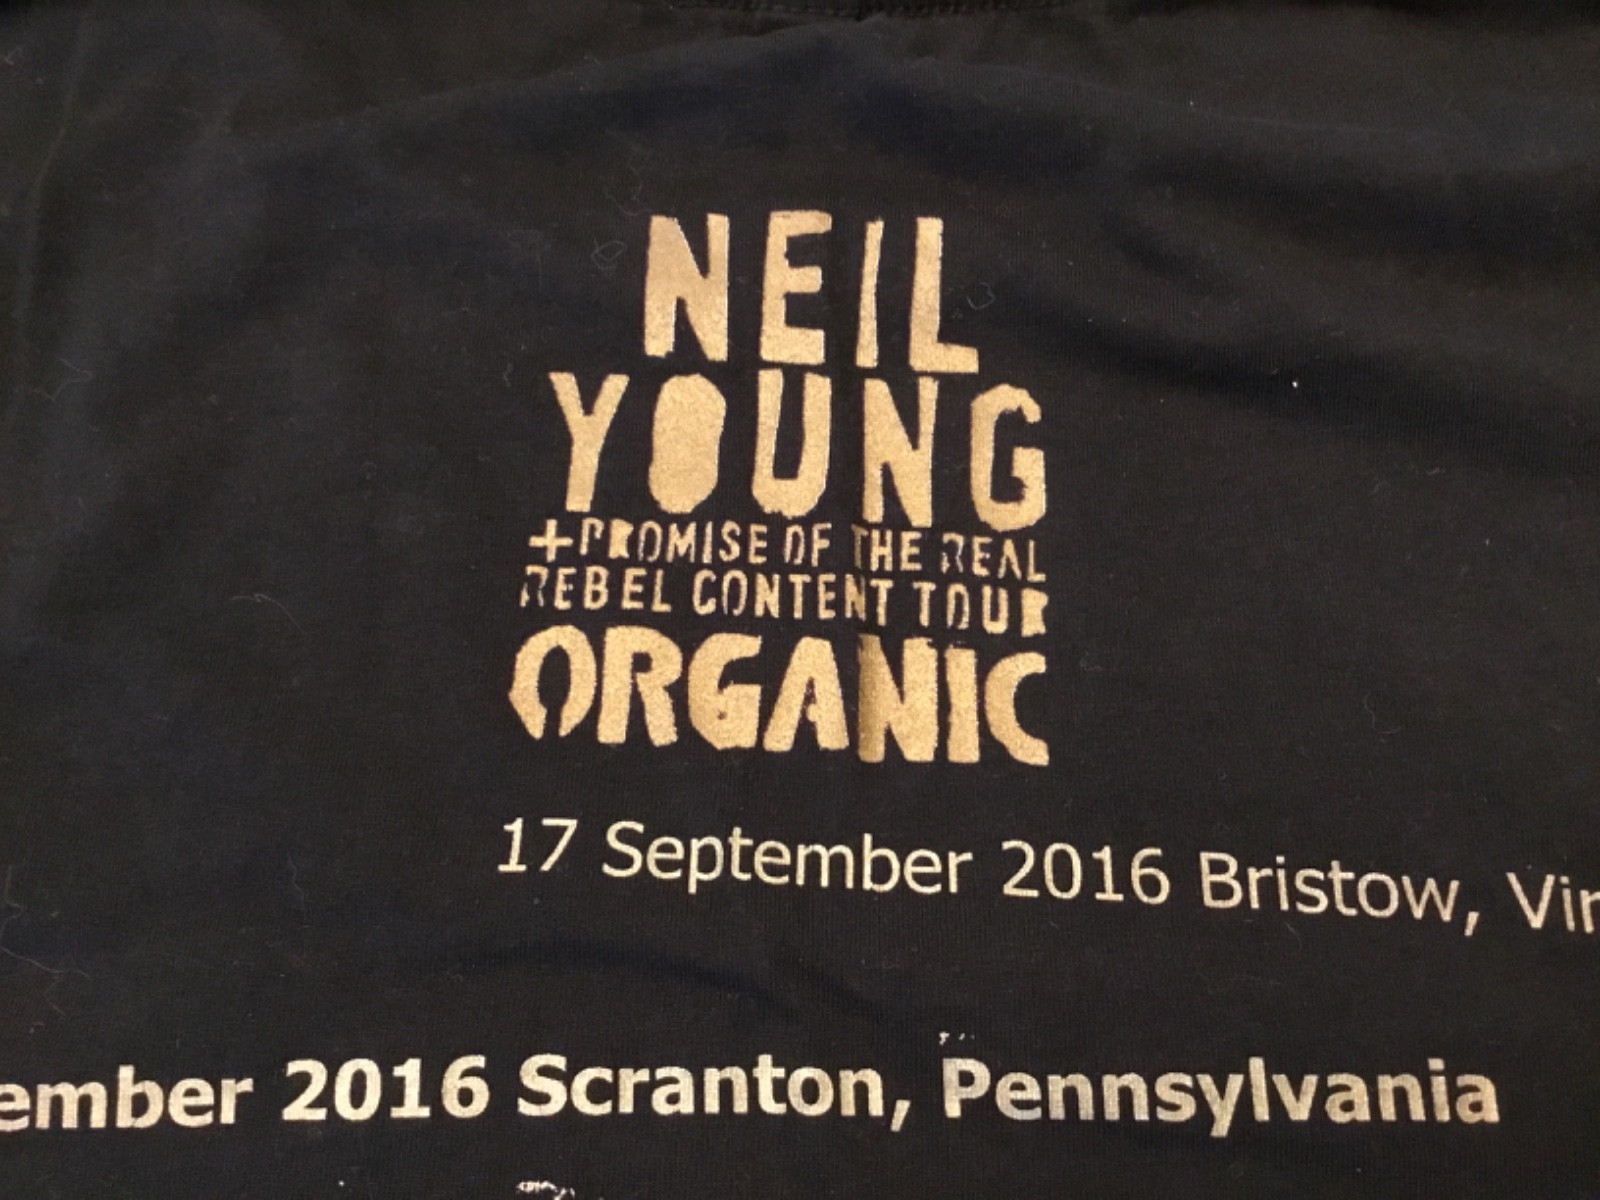 NEIL
YOUNG
+PROMISE OF THE REAL
REBEL CONTENT TOUR
ORGANIC
17 September 2016 Bristow, Vir
ember 2016 Scranton, Pennsylvania